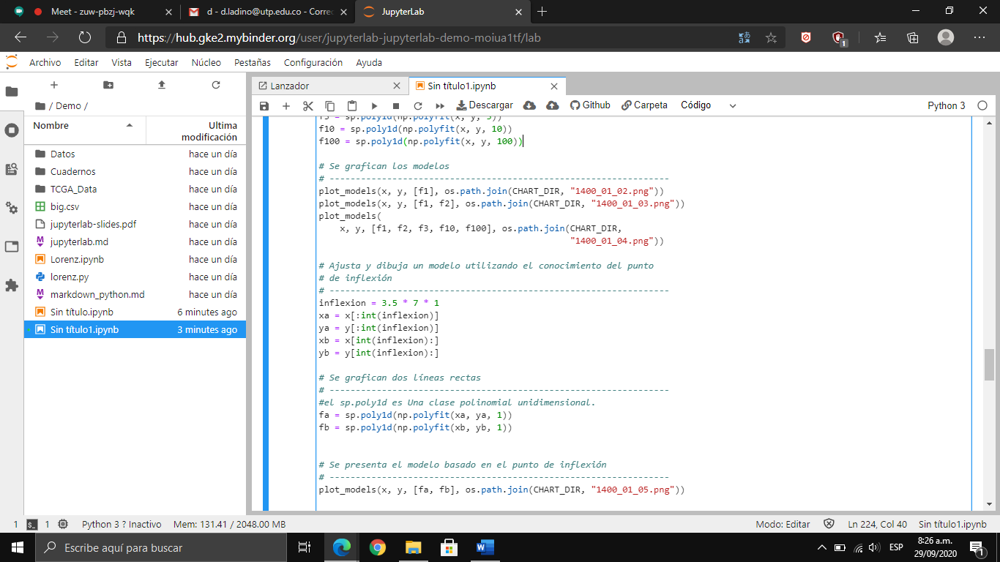 Meet - zuw-pbzj-wqk
d - d.ladino@utp.edu.co - Correo
JupyterLab
https://hub.gke2.mybinder.org/user/jupyterlab-jupyterlab-demo-moiua1tf/lab
1
Archivo Editar Vista Ejecutar Núcleo Pestañas Configuración Ayuda
/ Demo /
Nombre
Ultima
modificación
Datos hace un día
Cuadernos hace un día
TCGA_Data hace un día
big.csv hace un día
jupyterlab-slides.pdf hace un día
jupyterlab.md hace un día
Lorenz.ipynb hace un día
lorenz.py hace un día
markdown_python.md hace un día
Sin título.ipynb 6 minutes ago
Sin título1.ipynb 3 minutes ago
Lanzador
Sin título1.ipynb
Descargar Github Carpeta Código Python 3
f3 = sp.poly1d(np.polyfit(x, y, 3))
f10 = sp.poly1d(np.polyfit(x, y, 10))
f100 = sp.poly1d(np.polyfit(x, y, 100))
# Se grafican los modelos
# -----------------------------------------------------------------
plot_models(x, y, [f1], os.path.join(CHART_DIR, "1400_01_02.png"))
plot_models(x, y, [f1, f2], os.path.join(CHART_DIR, "1400_01_03.png"))
plot_models(
x, y, [f1, f2, f3, f10, f100], os.path.join(CHART_DIR,
"1400_01_04.png"))
# Ajusta y dibuja un modelo utilizando el conocimiento del punto
# de inflexión
# -----------------------------------------------------------------
inflexion = 3.5 * 7 * 1
xa = x[:int(inflexion)]
ya = y[:int(inflexion)]
xb = x[int(inflexion):]
yb = y[int(inflexion):]
# Se grafican dos líneas rectas
# -----------------------------------------------------------------
#el sp.poly1d es Una clase polinomial unidimensional.
fa = sp.poly1d(np.polyfit(xa, ya, 1))
fb = sp.poly1d(np.polyfit(xb, yb, 1))
# Se presenta el modelo basado en el punto de inflexión
# -----------------------------------------------------------------
plot_models(x, y, [fa, fb], os.path.join(CHART_DIR, "1400_01_05.png"))
1 1 Python 3 ? Inactivo Mem: 131.41 / 2048.00 MB
Modo: Editar Ln 224, Col 40 Sin título1.ipynb
Escribe aquí para buscar
ESP
8:26 a.m.
29/09/2020
1